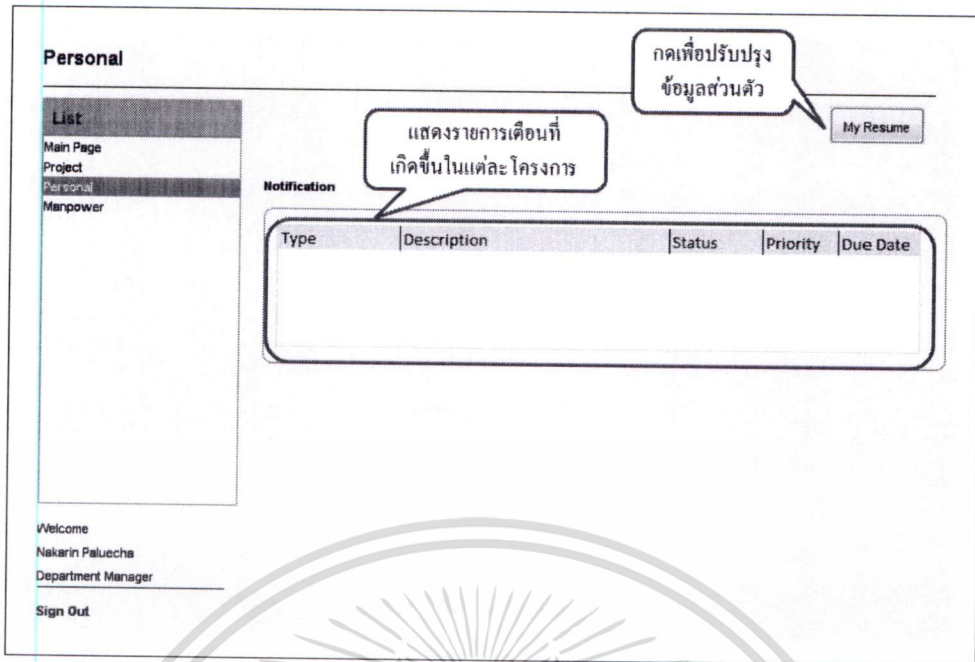 Personal
กดเพื่อปรับปรุง
ข้อมูลส่วนตัว
My Resume
List
Main Page
Project
Personal
Manpower
แสดงรายการเตือนที่
เกิดขึ้นในแต่ละโครงการ
Notification
Type Description Status Priority Due Date
Welcome
Nakarin Paluecha
Department Manager
Sign Out